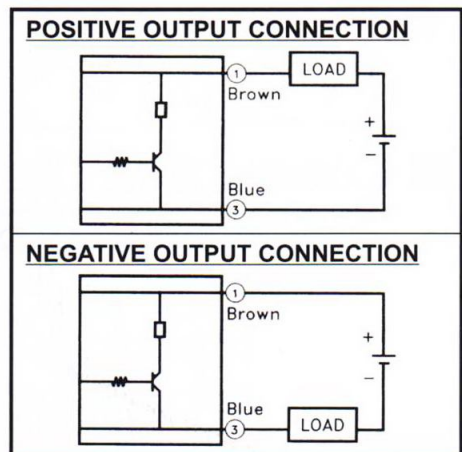 POSITIVE OUTPUT CONNECTION
1 LOAD
Brown
+
−
Blue
3
NEGATIVE OUTPUT CONNECTION
1
Brown
+
−
Blue
3 LOAD